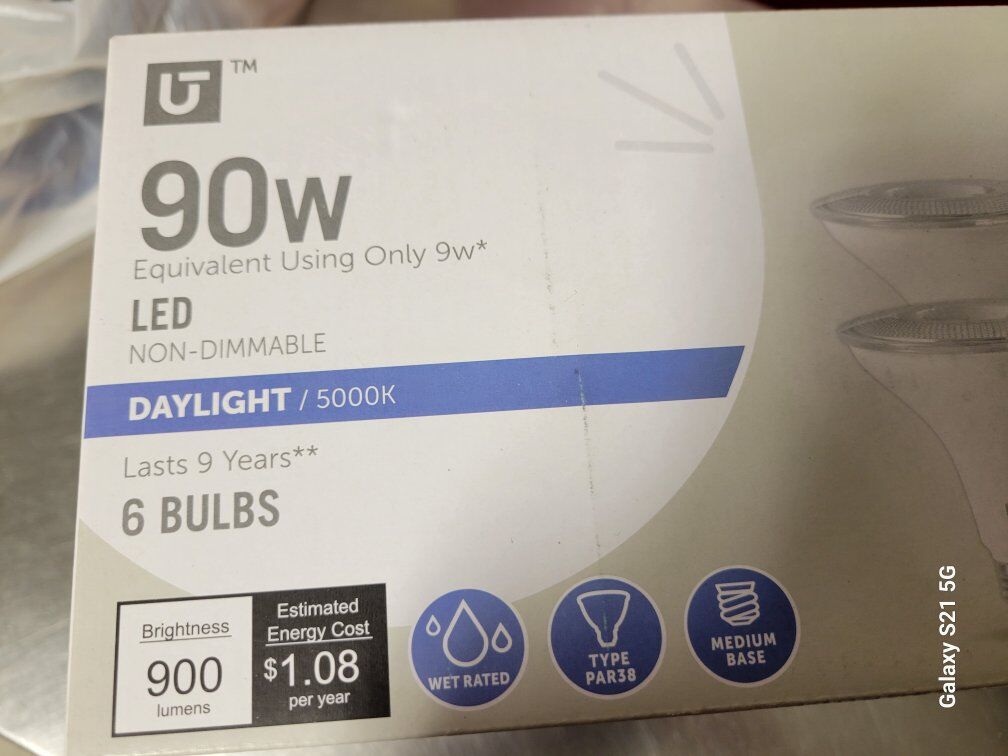 UT™
90W
Equivalent Using Only 9w*
LED
NON-DIMMABLE
DAYLIGHT / 5000K
Lasts 9 Years**
6 BULBS
Brightness
900
lumens
Estimated
Energy Cost
$1.08
per year
WET RATED
TYPE
PAR38
MEDIUM
BASE
Galaxy S21 5G